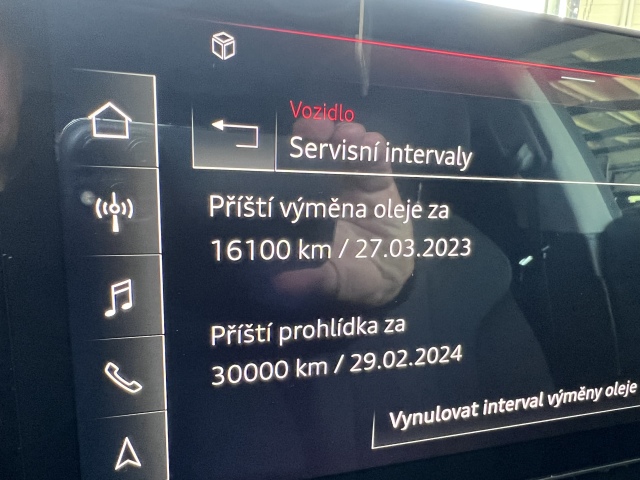 Vozidlo
Servisní intervaly
Příští výměna oleje za
16100 km / 27.03.2023
Příští prohlídka za
30000 km / 29.02.2024
Vynulovat interval výměny oleje